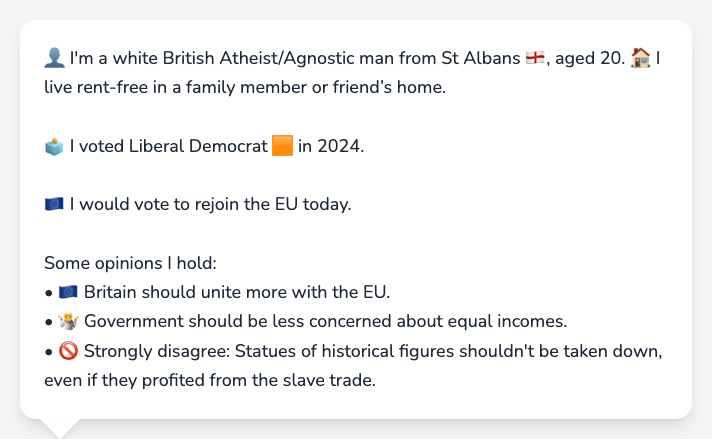 👤 I'm a white British Atheist/Agnostic man from St Albans 🏴󠁧󠁢󠁥󠁮󠁧󠁿, aged 20. 🏠 I
live rent-free in a family member or friend’s home.
🗳️ I voted Liberal Democrat 🟧 in 2024.
🇪🇺 I would vote to rejoin the EU today.
Some opinions I hold:
• 🇪🇺 Britain should unite more with the EU.
• 🤷 Government should be less concerned about equal incomes.
• 🚫 Strongly disagree: Statues of historical figures shouldn't be taken down,
even if they profited from the slave trade.